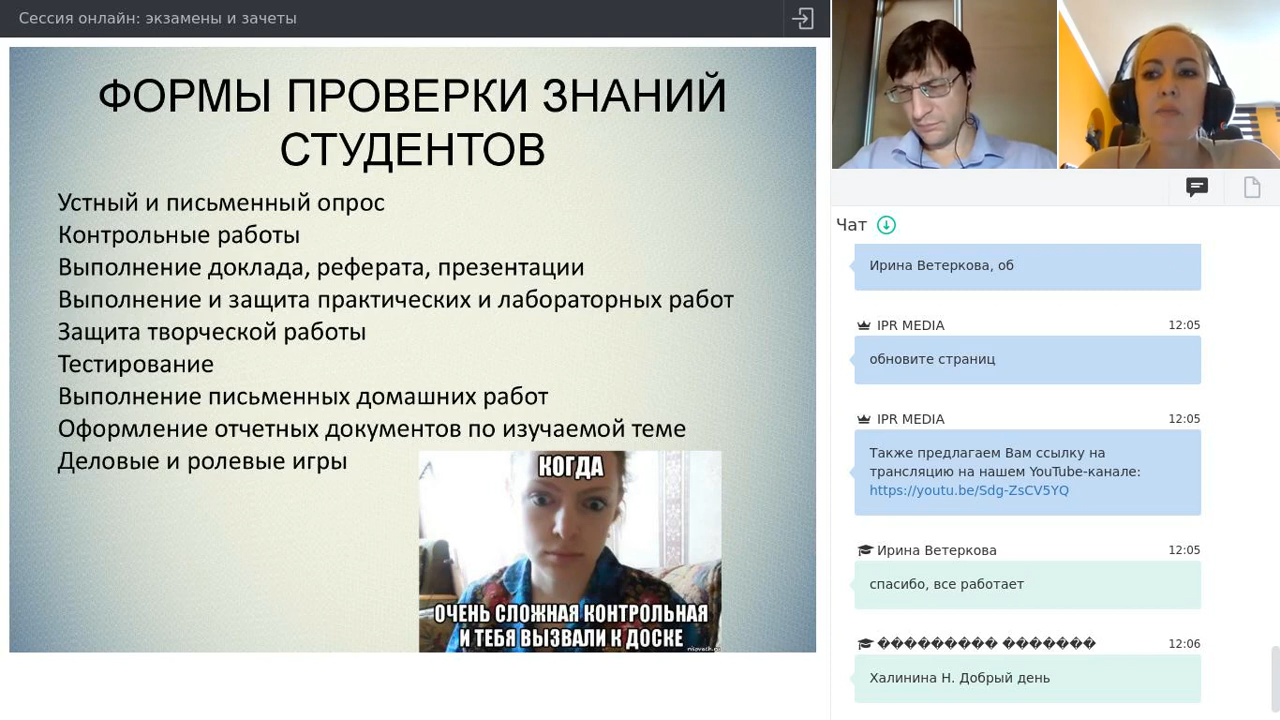 Сессия онлайн: экзамены и зачеты
ФОРМЫ ПРОВЕРКИ ЗНАНИЙ
СТУДЕНТОВ
Устный и письменный опрос
Контрольные работы
Выполнение доклада, реферата, презентации
Выполнение и защита практических и лабораторных работ
Защита творческой работы
Тестирование
Выполнение письменных домашних работ
Оформление отчетных документов по изучаемой теме
Деловые и ролевые игры
КОГДА
ОЧЕНЬ СЛОЖНАЯ КОНТРОЛЬНАЯ
И ТЕБЯ ВЫЗВАЛИ К ДОСКЕ
Чат
Ирина Ветеркова, об
IPR MEDIA 12:05
обновите страниц
IPR MEDIA 12:05
Также предлагаем Вам ссылку на
трансляцию на нашем YouTube-канале:
https://youtu.be/Sdg-ZsCV5YQ
Ирина Ветеркова 12:05
спасибо, все работает
��������� ������� 12:06
Халинина Н. Добрый день